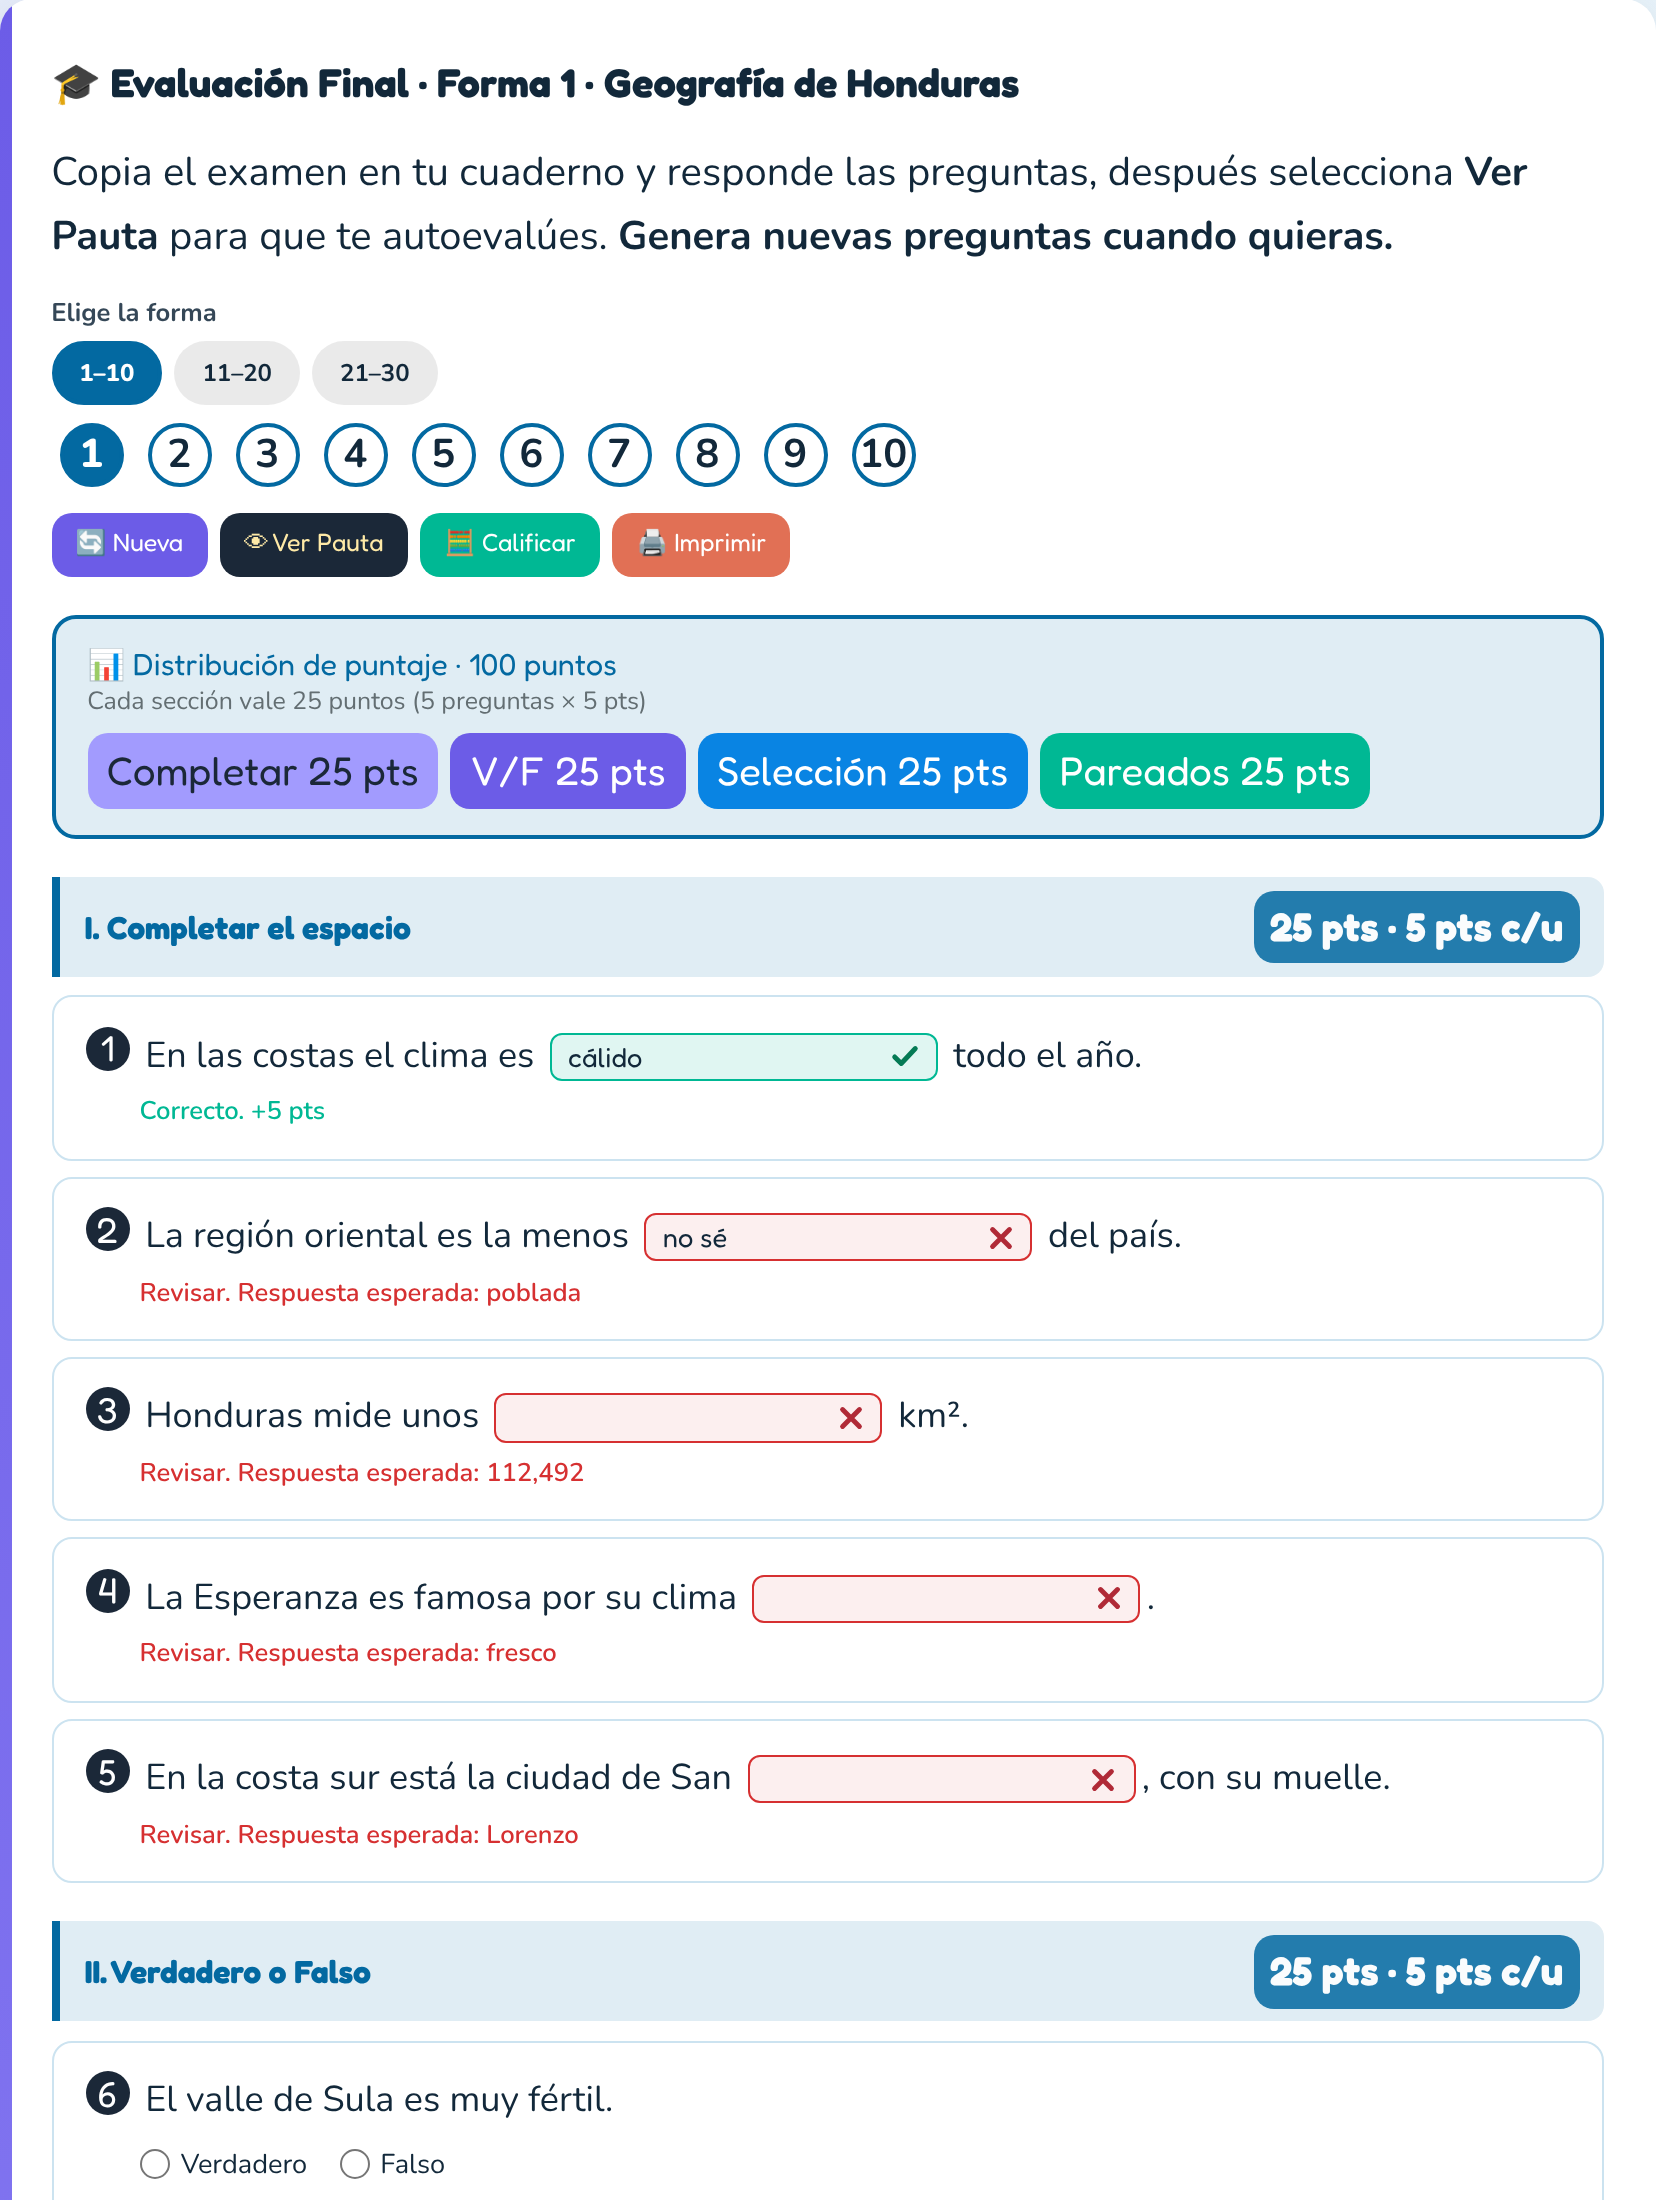 🎓 Evaluación Final · Forma 1 · Geografía de Honduras
Copia el examen en tu cuaderno y responde las preguntas, después selecciona Ver
Pauta para que te autoevalúes. Genera nuevas preguntas cuando quieras.
Elige la forma
1–10 11–20 21–30
1 2 3 4 5 6 7 8 9 10
🔄 Nueva 👁 Ver Pauta 🧮 Calificar 🖨️ Imprimir
📊 Distribución de puntaje · 100 puntos
Cada sección vale 25 puntos (5 preguntas × 5 pts)
Completar 25 pts V/F 25 pts Selección 25 pts Pareados 25 pts
I. Completar el espacio 25 pts · 5 pts c/u
1 En las costas el clima es cálido ✓ todo el año.
Correcto. +5 pts
2 La región oriental es la menos no sé ✗ del país.
Revisar. Respuesta esperada: poblada
3 Honduras mide unos ✗ km².
Revisar. Respuesta esperada: 112,492
4 La Esperanza es famosa por su clima ✗ .
Revisar. Respuesta esperada: fresco
5 En la costa sur está la ciudad de San ✗ , con su muelle.
Revisar. Respuesta esperada: Lorenzo
II. Verdadero o Falso 25 pts · 5 pts c/u
6 El valle de Sula es muy fértil.
Verdadero Falso